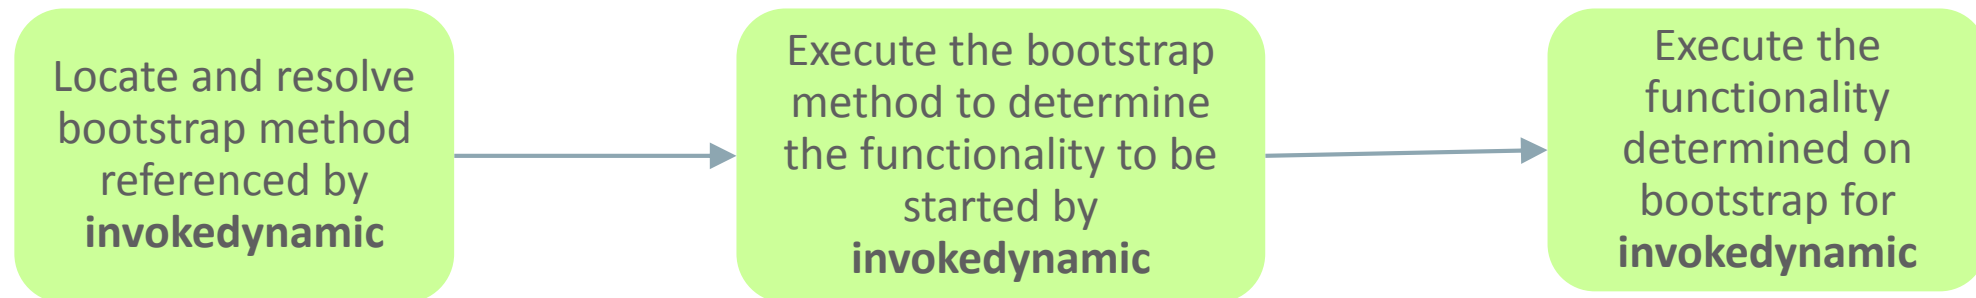 Locate and resolve
bootstrap method
referenced by
invokedynamic
Execute the bootstrap
method to determine
the functionality to be
started by
invokedynamic
Execute the
functionality
determined on
bootstrap for
invokedynamic